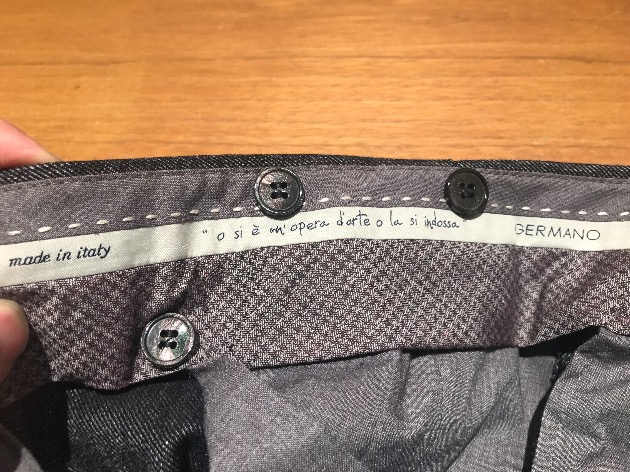 made in italy "o si è un'opera d'arte o la si indossa" GERMANO